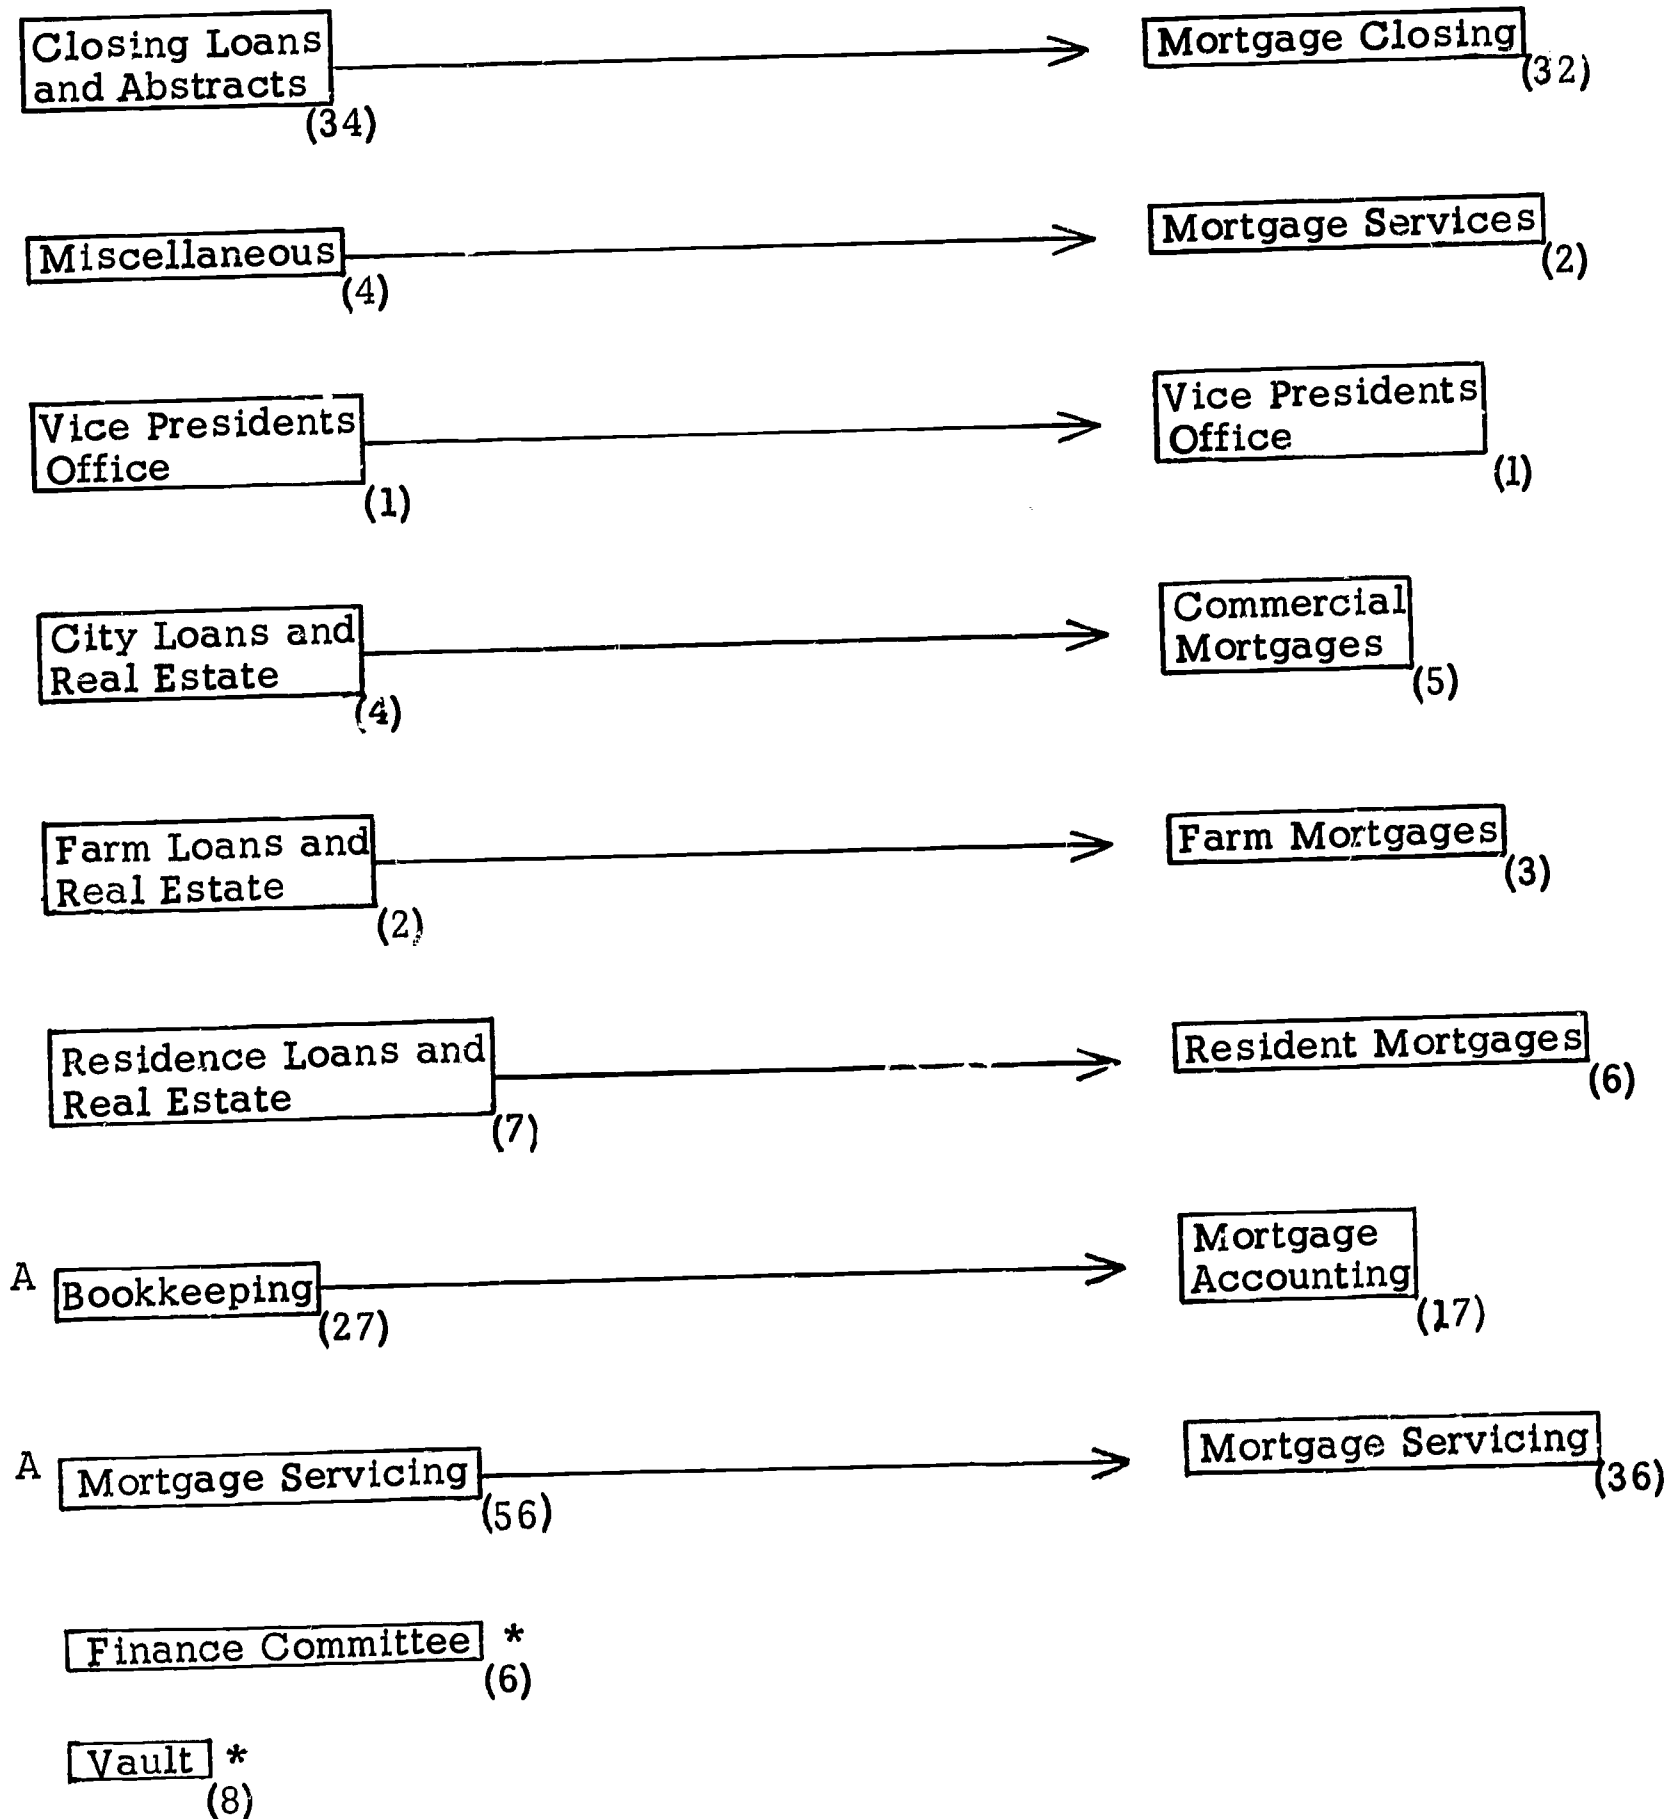 Closing Loans
and Abstracts
(34)
Mortgage Closing
(32)
Miscellaneous
(4)
Mortgage Services
(2)
Vice Presidents
Office
(1)
Vice Presidents
Office
(1)
City Loans and
Real Estate
(4)
Commercial
Mortgages
(5)
Farm Loans and
Real Estate
(2)
Farm Mortgages
(3)
Residence Loans and
Real Estate
(7)
Resident Mortgages
(6)
A Bookkeeping
(27)
Mortgage
Accounting
(17)
A Mortgage Servicing
(56)
Mortgage Servicing
(36)
Finance Committee *
(6)
Vault *
(8)